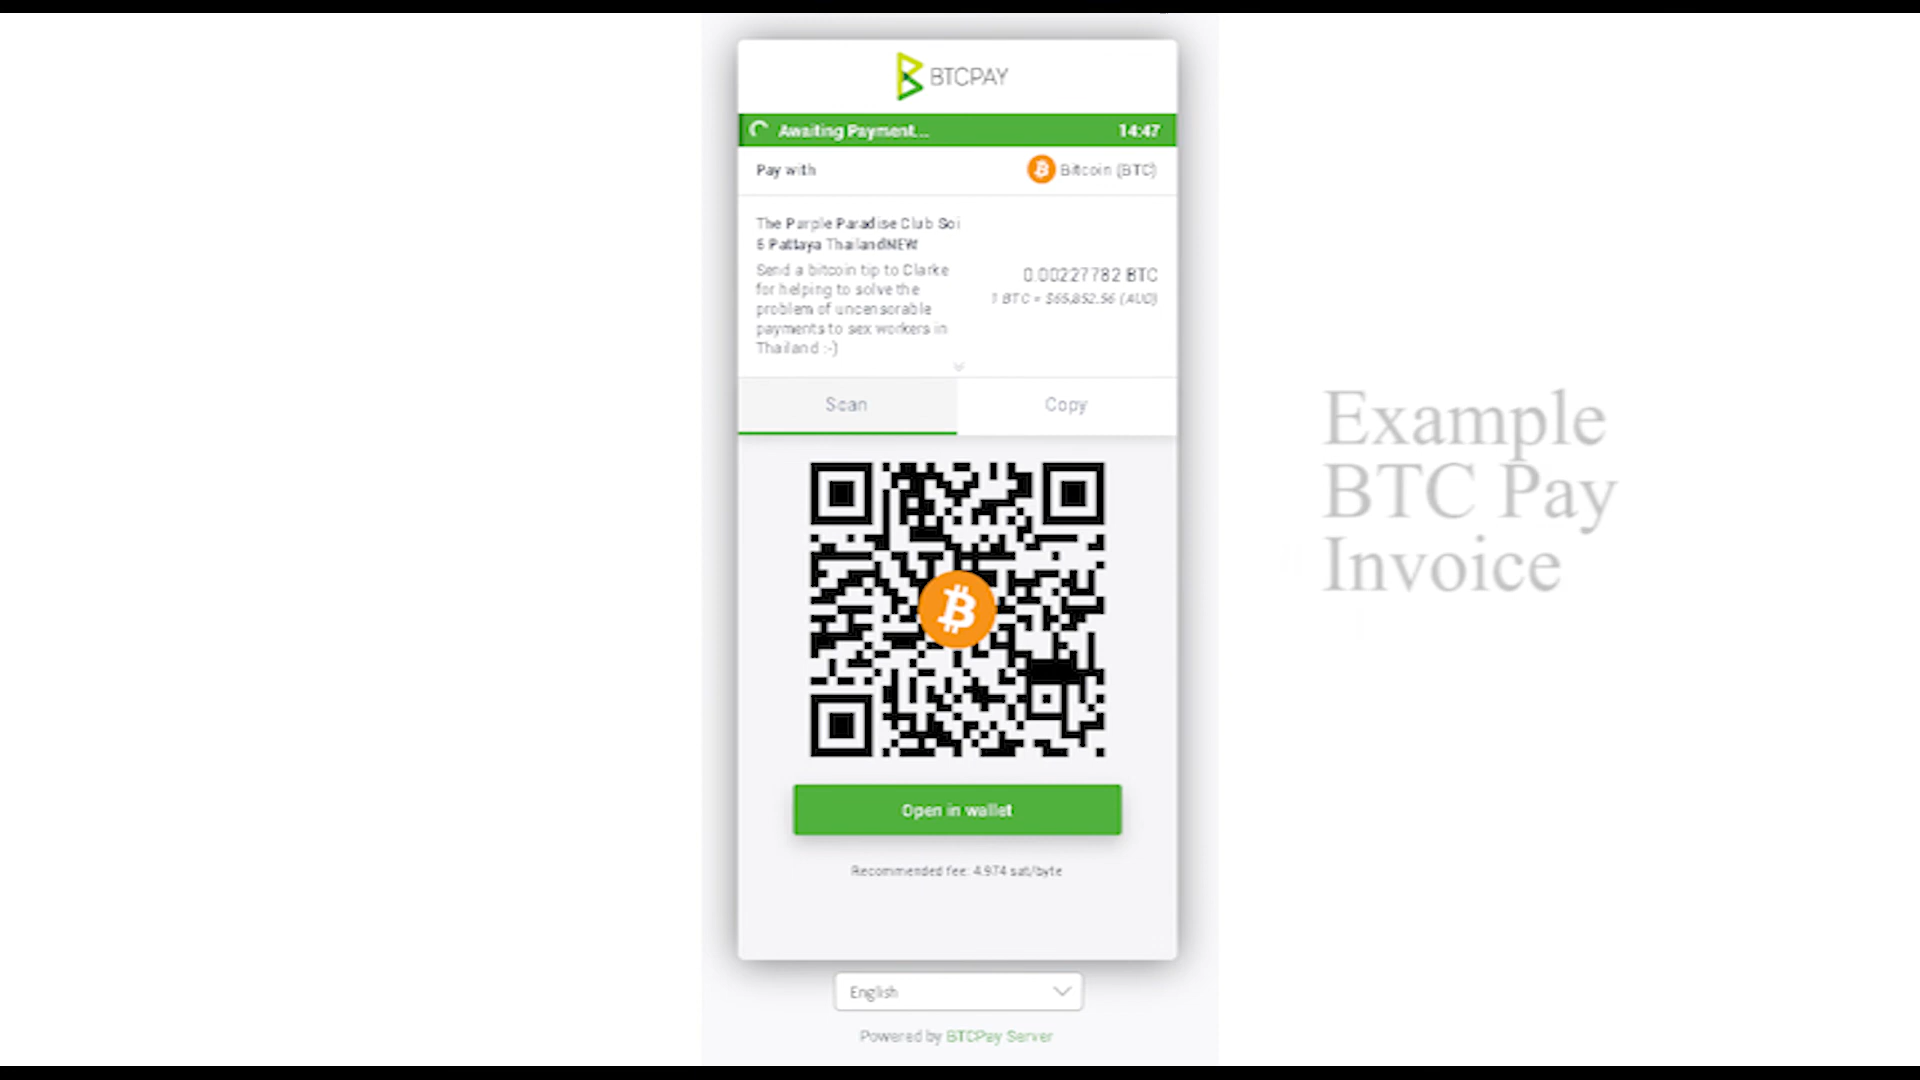 BTCPAY
Awaiting Payment... 14:47
Pay with Bitcoin (BTC)
The Purple Paradise Club Soi
6 Pattaya ThailandNEW
Send a bitcoin tip to Clarke
for helping to solve the
problem of uncensorable
payments to sex workers in
Thailand :-)
0.00227782 BTC
1 BTC = $65,852.56 (AUD)
Scan Copy
Open in wallet
Recommended fee: 4.974 sat/byte
English
Powered by BTCPay Server
Example
BTC Pay
Invoice